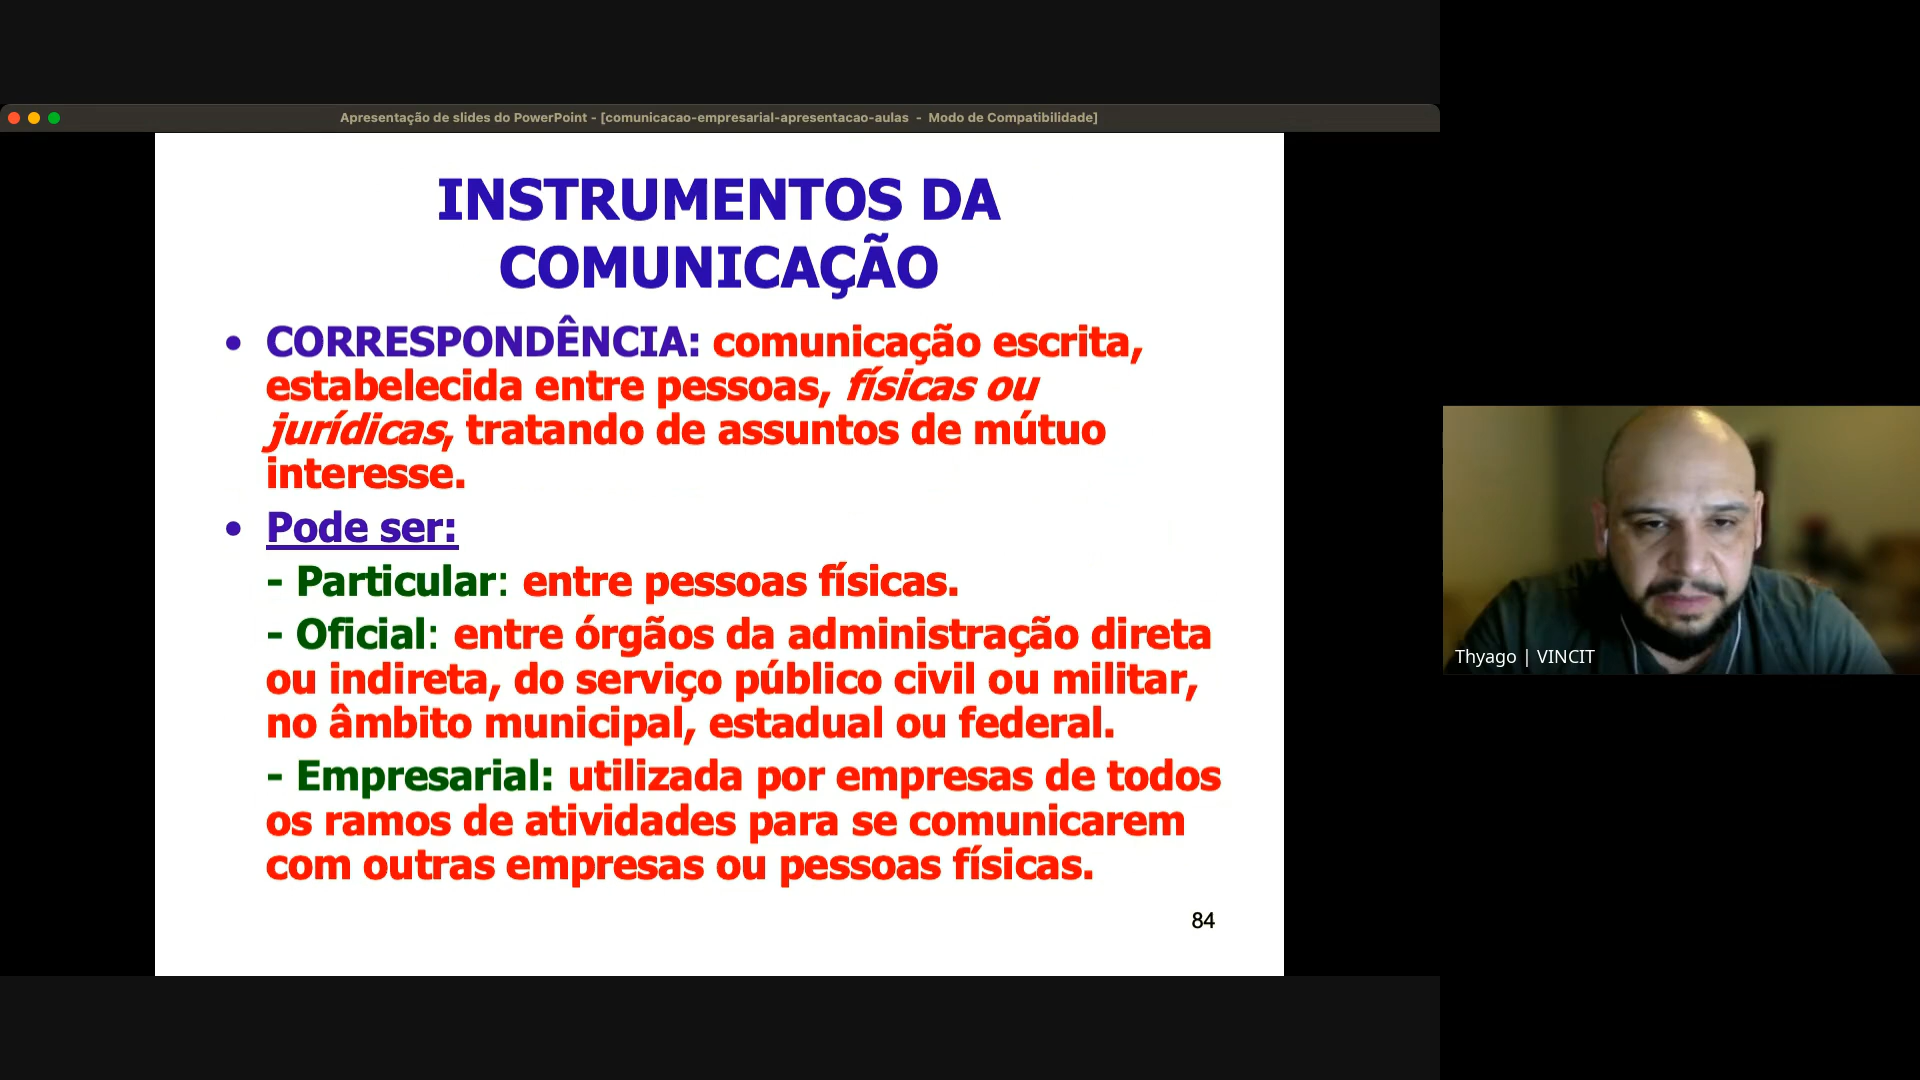 Apresentação de slides do PowerPoint - [comunicacao-empresarial-apresentacao-aulas - Modo de Compatibilidade]
INSTRUMENTOS DA
COMUNICAÇÃO
• CORRESPONDÊNCIA: comunicação escrita,
estabelecida entre pessoas, físicas ou
jurídicas, tratando de assuntos de mútuo
interesse.
• Pode ser:
- Particular: entre pessoas físicas.
- Oficial: entre órgãos da administração direta
ou indireta, do serviço público civil ou militar,
no âmbito municipal, estadual ou federal.
- Empresarial: utilizada por empresas de todos
os ramos de atividades para se comunicarem
com outras empresas ou pessoas físicas.
84
Thyago | VINCIT